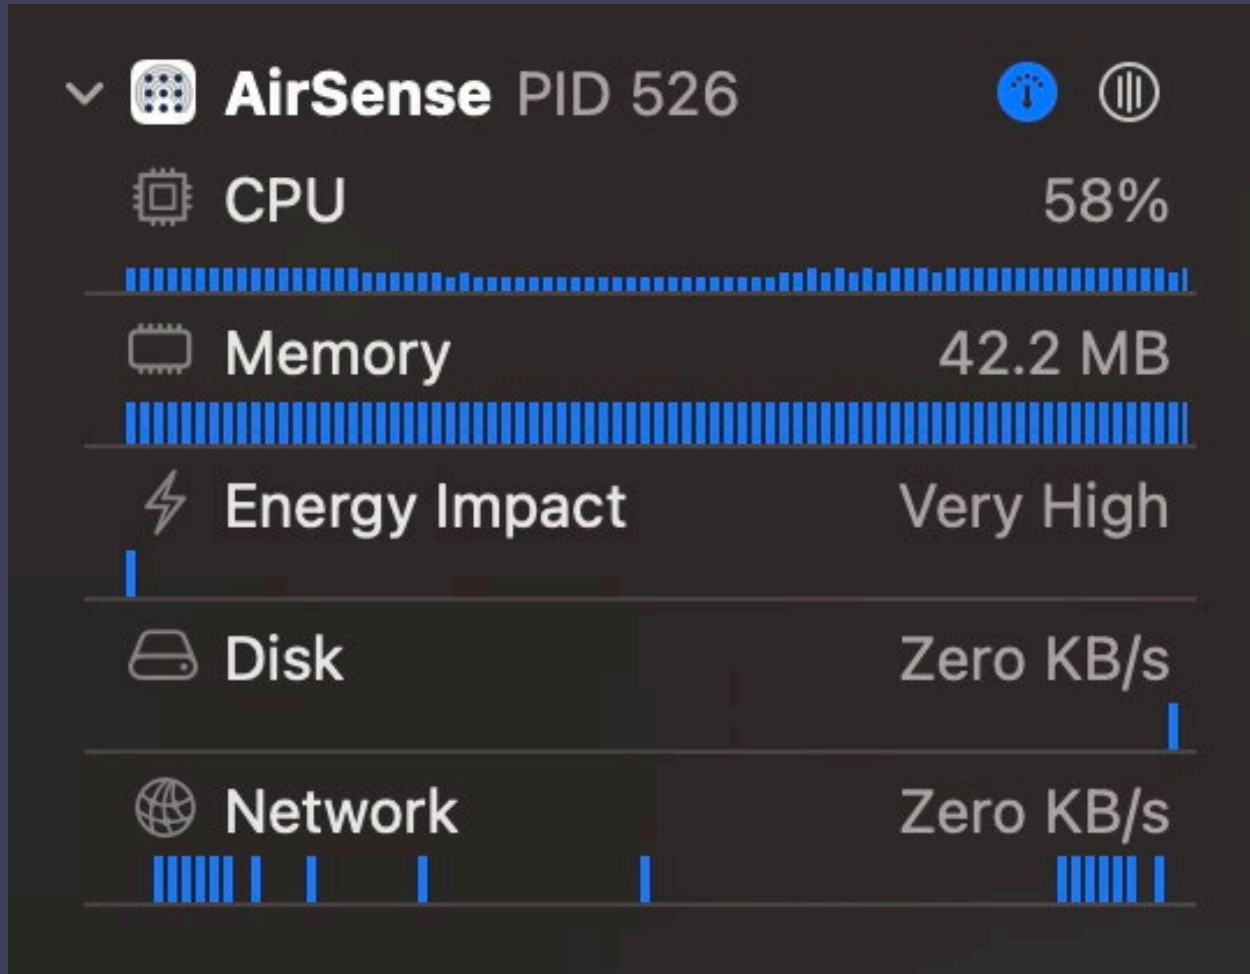 AirSense PID 526
CPU 58%
Memory 42.2 MB
Energy Impact Very High
Disk Zero KB/s
Network Zero KB/s